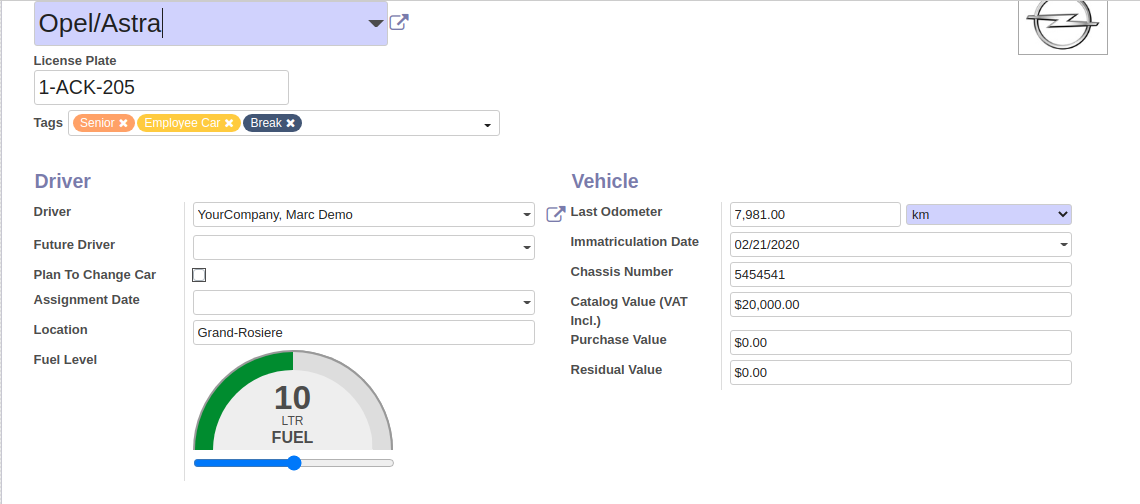 Opel/Astra
License Plate
1-ACK-205
Tags Senior ✖ Employee Car ✖ Break ✖
Driver
Driver YourCompany, Marc Demo
Future Driver
Plan To Change Car
Assignment Date
Location Grand-Rosiere
Fuel Level
10
LTR
FUEL
Vehicle
Last Odometer 7,981.00 km
Immatriculation Date 02/21/2020
Chassis Number 5454541
Catalog Value (VAT Incl.) $20,000.00
Purchase Value $0.00
Residual Value $0.00